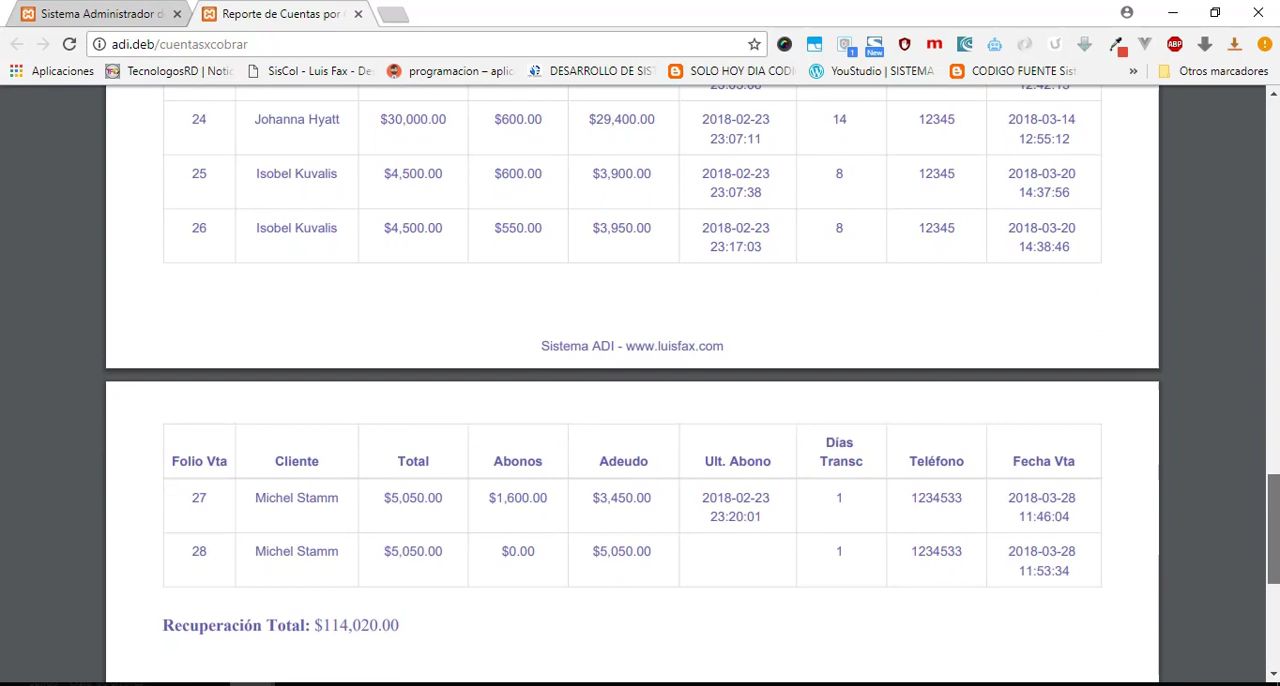 Sistema Administrador d
Reporte de Cuentas por
adi.deb/cuentasxcobrar
1
New
ABP
Aplicaciones
TecnologosRD | Notic
SisCol - Luis Fax - De
programacion – aplic
DESARROLLO DE SIST
SOLO HOY DIA CODI
YouStudio | SISTEMA
CODIGO FUENTE Sist
»
Otros marcadores
24 Johanna Hyatt $30,000.00 $600.00 $29,400.00 2018-02-23 14 12345 2018-03-14
23:07:11 12:55:12
25 Isobel Kuvalis $4,500.00 $600.00 $3,900.00 2018-02-23 8 12345 2018-03-20
23:07:38 14:37:56
26 Isobel Kuvalis $4,500.00 $550.00 $3,950.00 2018-02-23 8 12345 2018-03-20
23:17:03 14:38:46
Sistema ADI - www.luisfax.com
Días
Folio Vta Cliente Total Abonos Adeudo Ult. Abono Transc Teléfono Fecha Vta
27 Michel Stamm $5,050.00 $1,600.00 $3,450.00 2018-02-23 1 1234533 2018-03-28
23:20:01 11:46:04
28 Michel Stamm $5,050.00 $0.00 $5,050.00 1 1234533 2018-03-28
11:53:34
Recuperación Total: $114,020.00